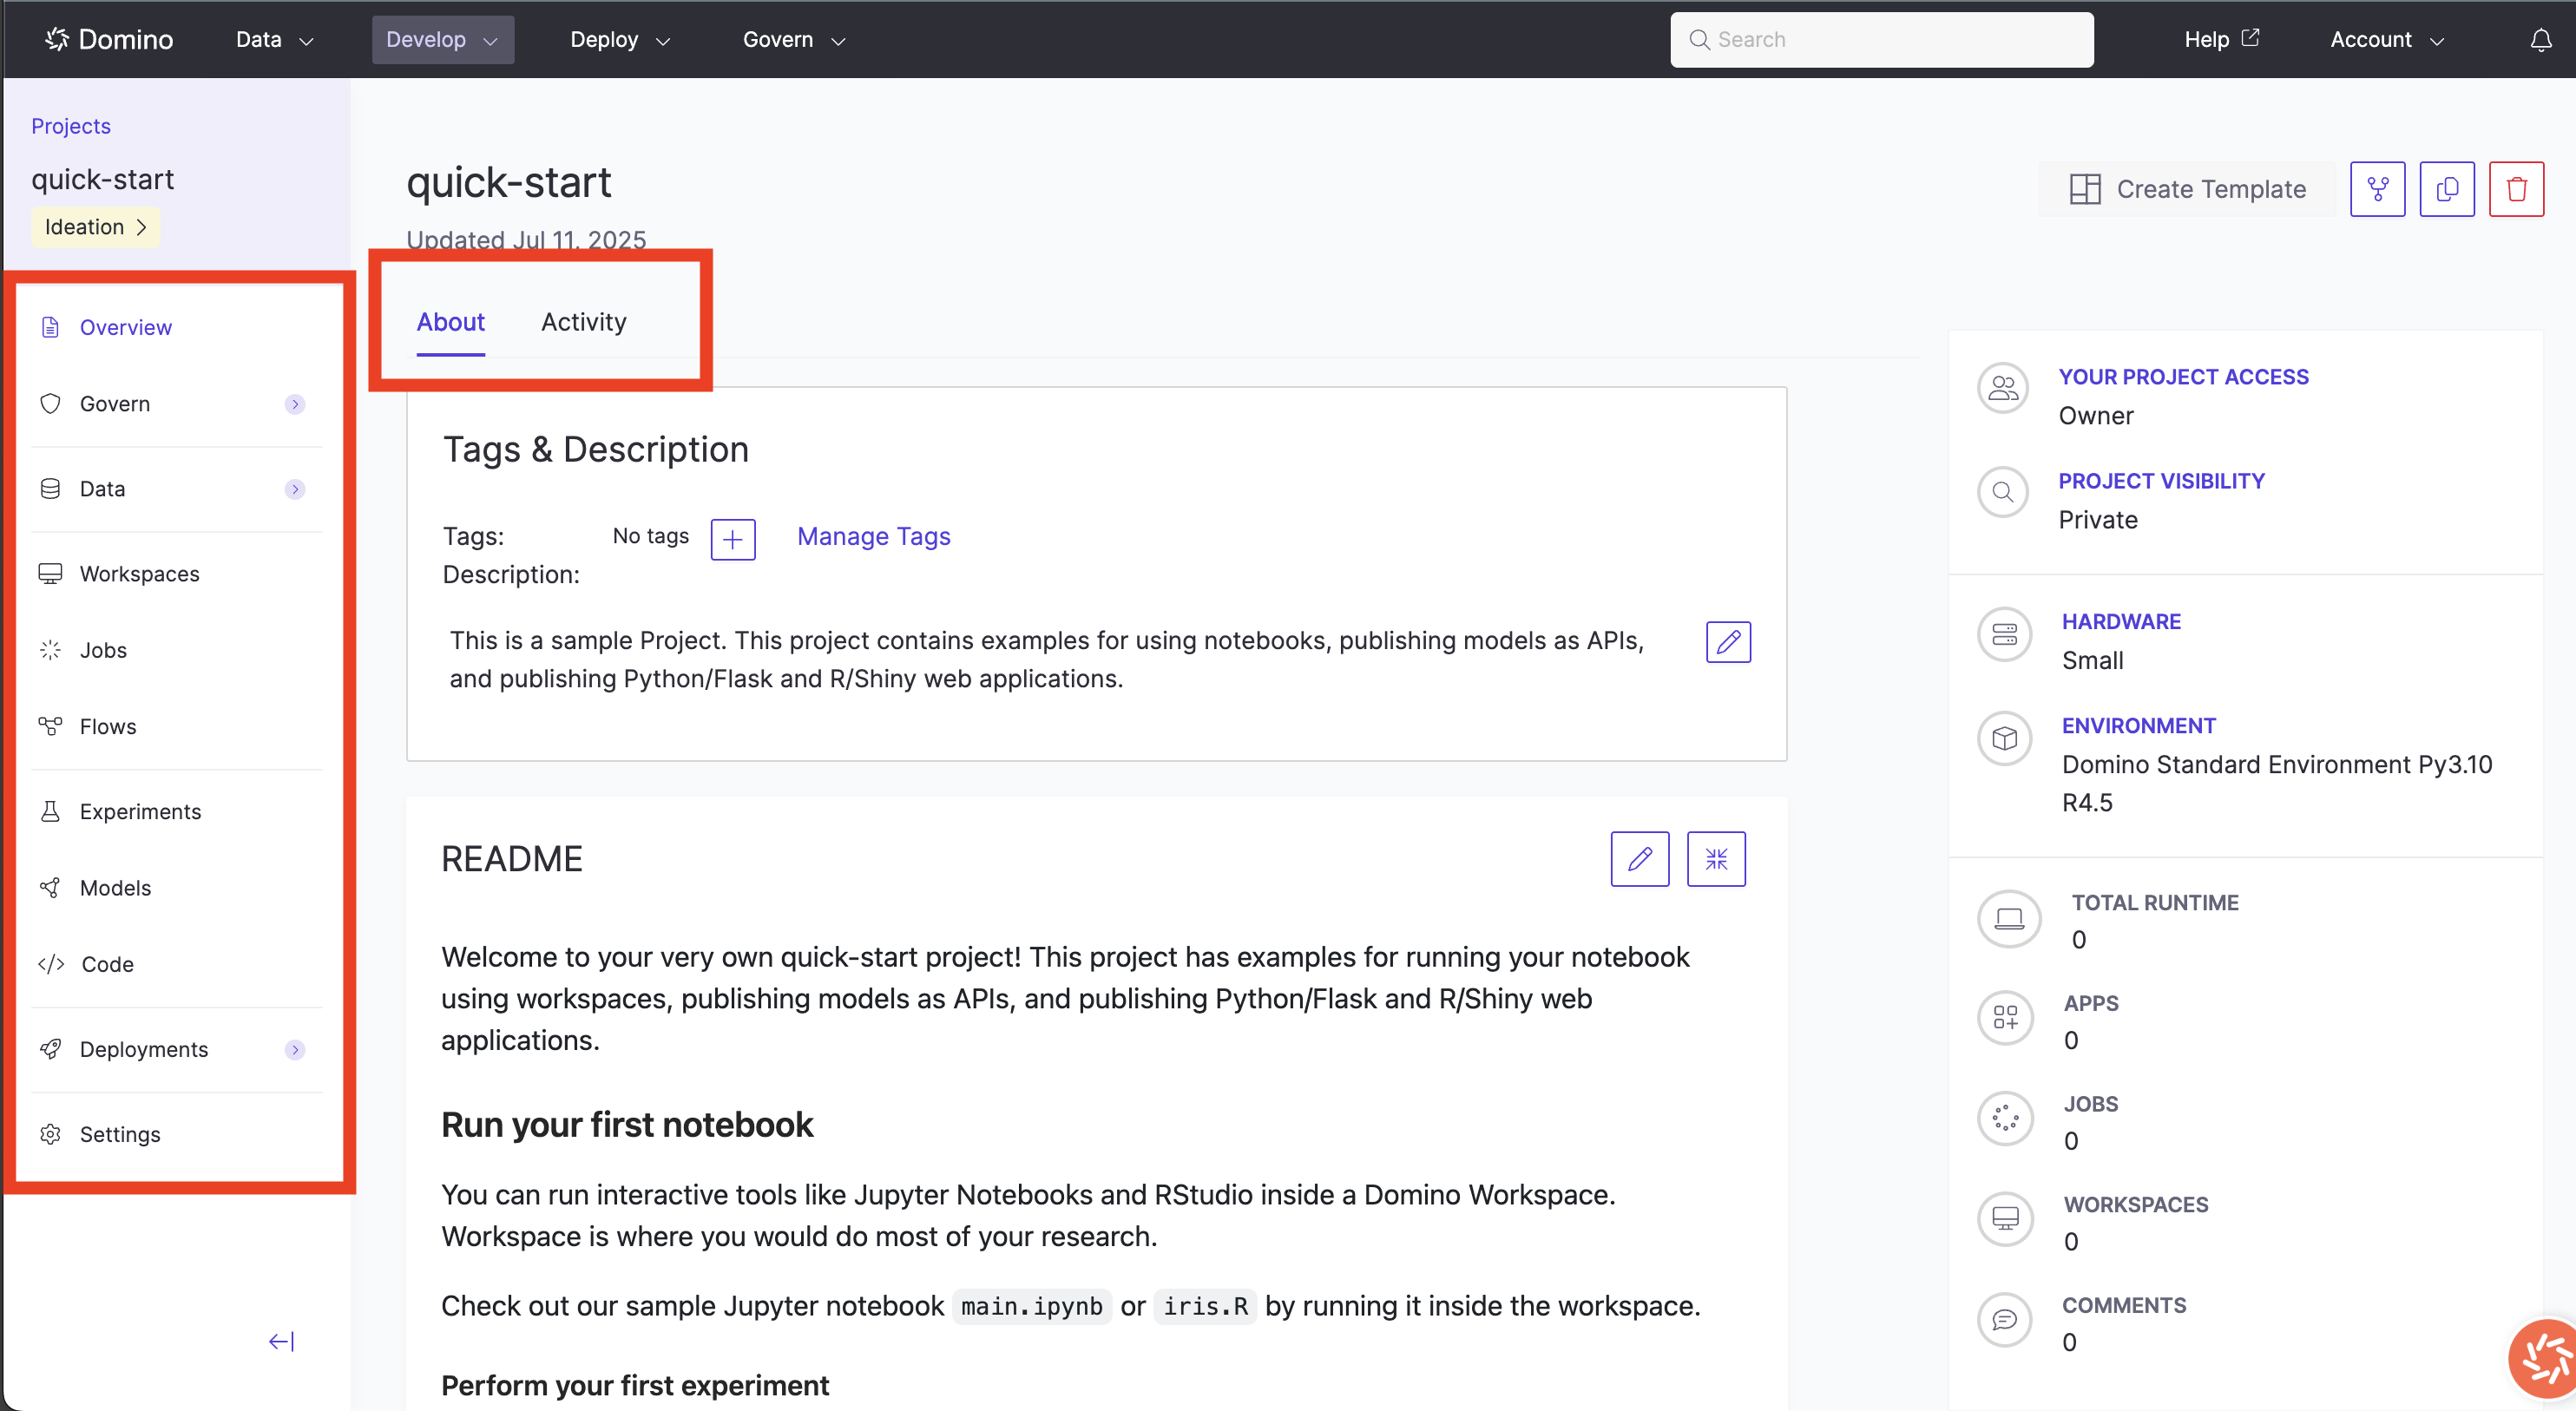 Domino
Data
Develop
Deploy
Govern
Search
Help
Account
Projects
quick-start
Ideation
Overview
Govern
Data
Workspaces
Jobs
Flows
Experiments
Models
Code
Deployments
Settings
quick-start
Updated Jul 11, 2025
Create Template
About
Activity
Tags & Description
Tags:
No tags
Manage Tags
Description:
This is a sample Project. This project contains examples for using notebooks, publishing models as APIs,
and publishing Python/Flask and R/Shiny web applications.
README
Welcome to your very own quick-start project! This project has examples for running your notebook
using workspaces, publishing models as APIs, and publishing Python/Flask and R/Shiny web
applications.
Run your first notebook
You can run interactive tools like Jupyter Notebooks and RStudio inside a Domino Workspace.
Workspace is where you would do most of your research.
Check out our sample Jupyter notebook main.ipynb or iris.R by running it inside the workspace.
Perform your first experiment
YOUR PROJECT ACCESS
Owner
PROJECT VISIBILITY
Private
HARDWARE
Small
ENVIRONMENT
Domino Standard Environment Py3.10
R4.5
TOTAL RUNTIME
0
APPS
0
JOBS
0
WORKSPACES
0
COMMENTS
0